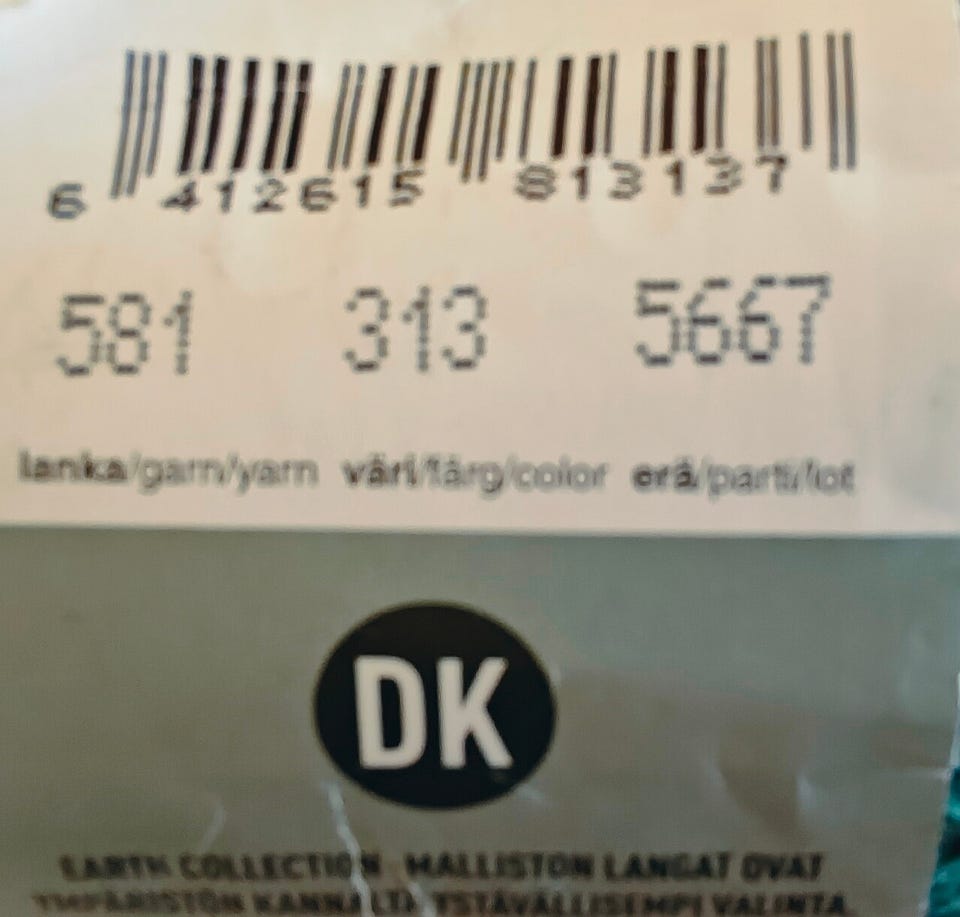 6 412615 813137
581 313 5667
lanka/garn/yarn väri/färg/color erä/parti/lot
DK
EARTH COLLECTION - MALLISTON LANGAT OVAT
YMPÄRISTÖN KANNALTA YSTÄVÄLLISEMPI VALINTA.